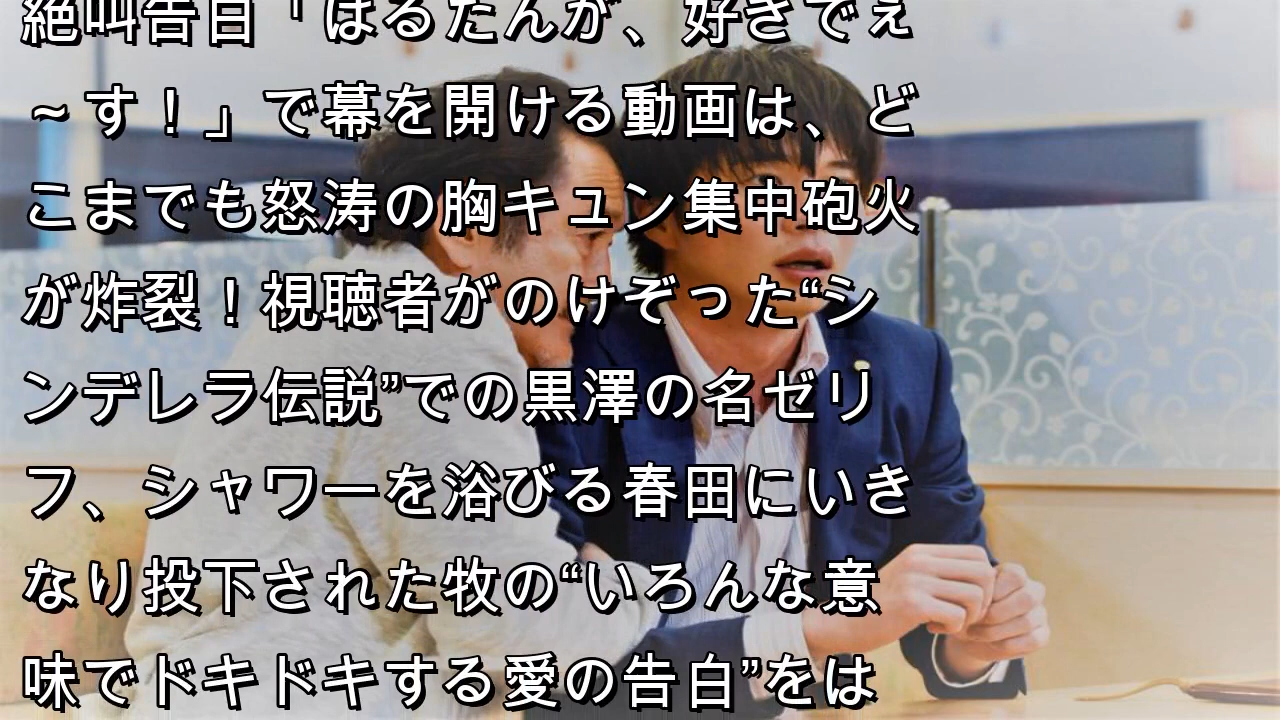 絶叫告白「はるたんが、好きでぇ
～す！」で幕を開ける動画は、ど
こまでも怒涛の胸キュン集中砲火
が炸裂！視聴者がのけぞった“シ
ンデレラ伝説”での黒澤の名ゼリ
フ、シャワーを浴びる春田にいき
なり投下された牧の“いろんな意
味でドキドキする愛の告白”をは